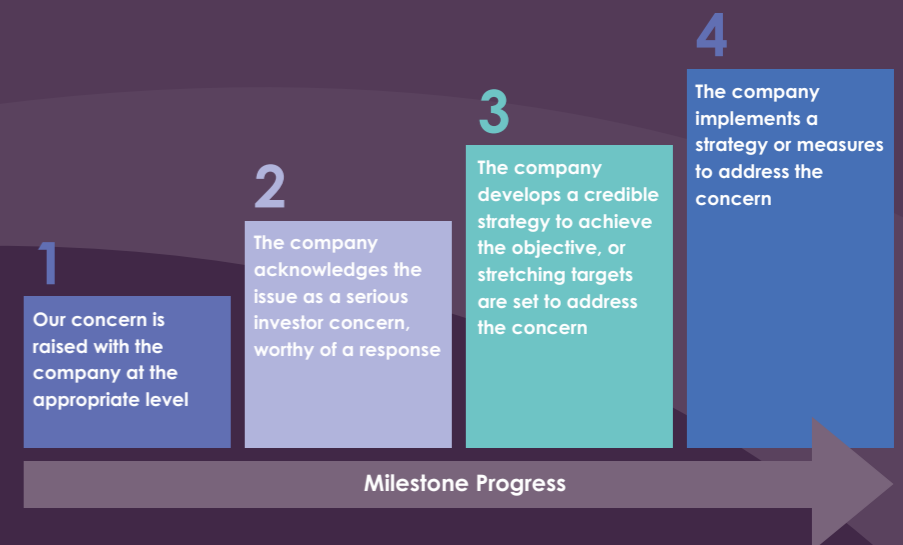 1
Our concern is
raised with the
company at the
appropriate level
2
The company
acknowledges the
issue as a serious
investor concern,
worthy of a response
3
The company
develops a credible
strategy to achieve
the objective, or
stretching targets
are set to address
the concern
4
The company
implements a
strategy or measures
to address the
concern
Milestone Progress